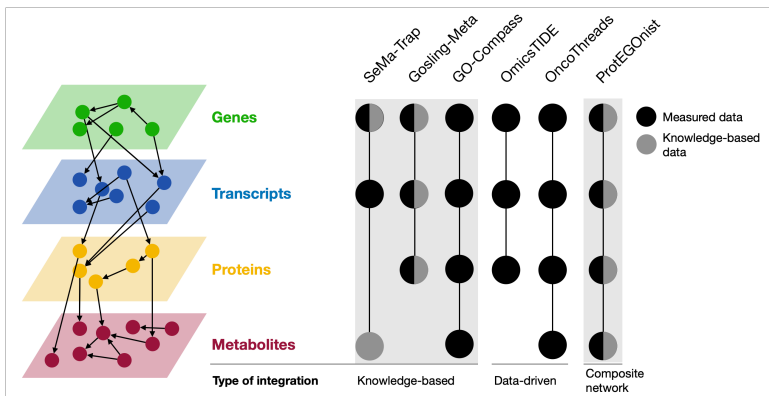 SeMa-Trap
Gosling-Meta
GO-Compass
OmicsTIDE
OncoThreads
ProtEGOnist
Genes
Measured data
Knowledge-based
data
Transcripts
Proteins
Metabolites
Type of integration
Knowledge-based
Data-driven
Composite
network